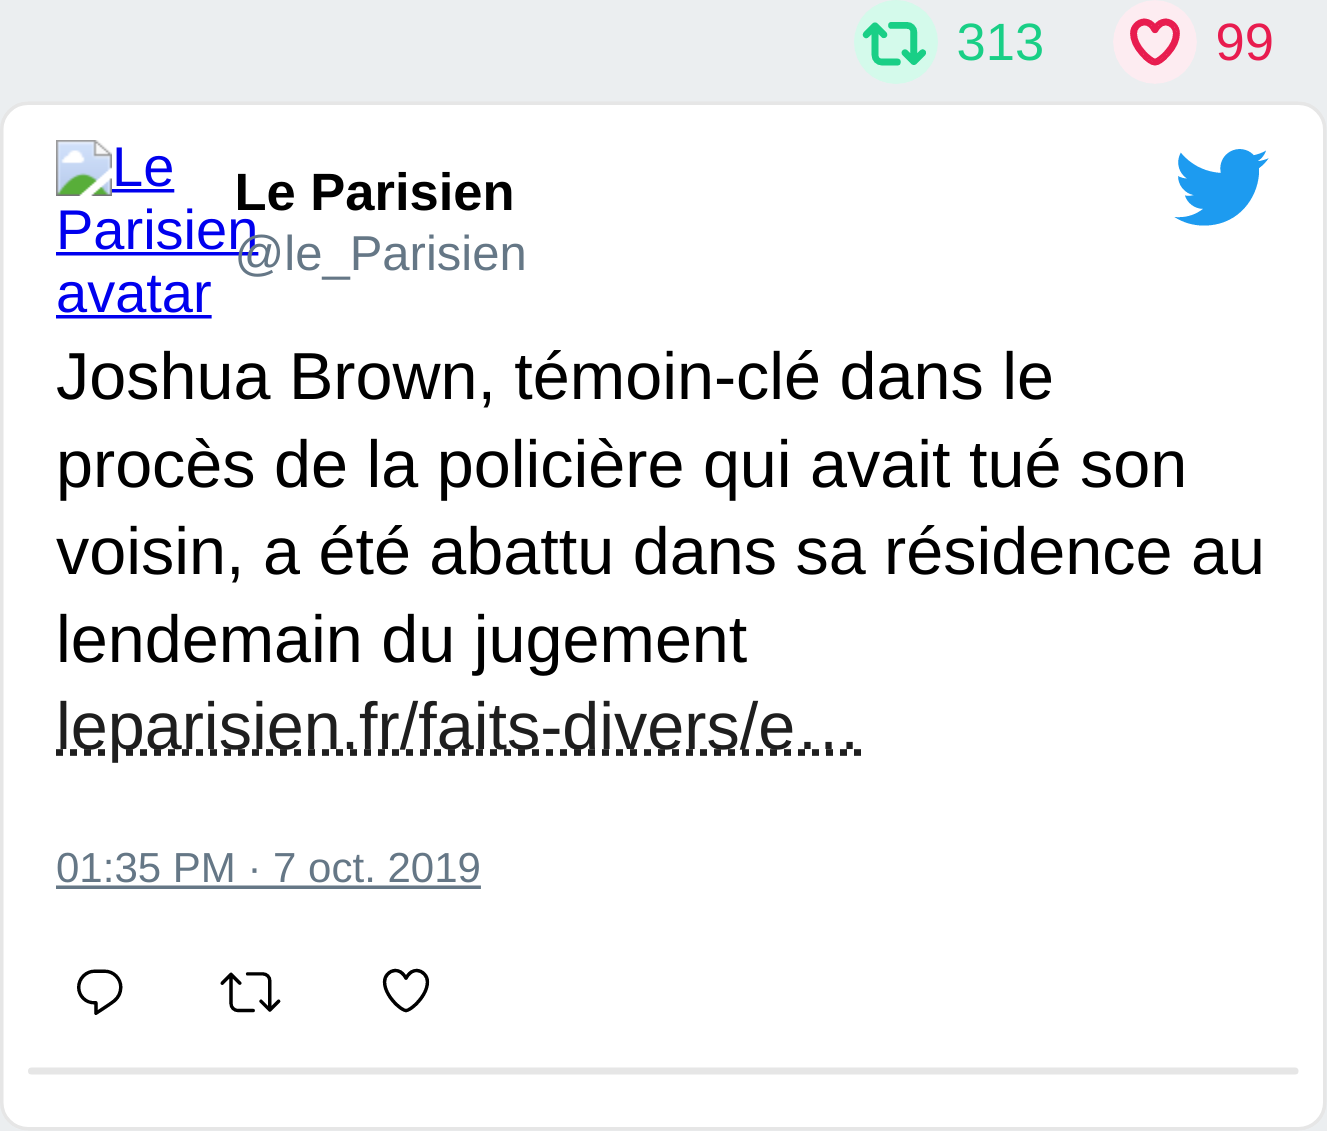 313 99
Le
Parisien
avatar
Le Parisien
@le_Parisien
Joshua Brown, témoin-clé dans le
procès de la policière qui avait tué son
voisin, a été abattu dans sa résidence au
lendemain du jugement
leparisien.fr/faits-divers/e…
01:35 PM · 7 oct. 2019